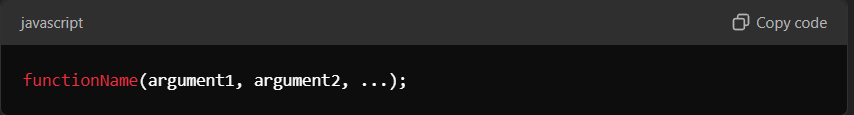 javascript
Copy code
functionName(argument1, argument2, ...);